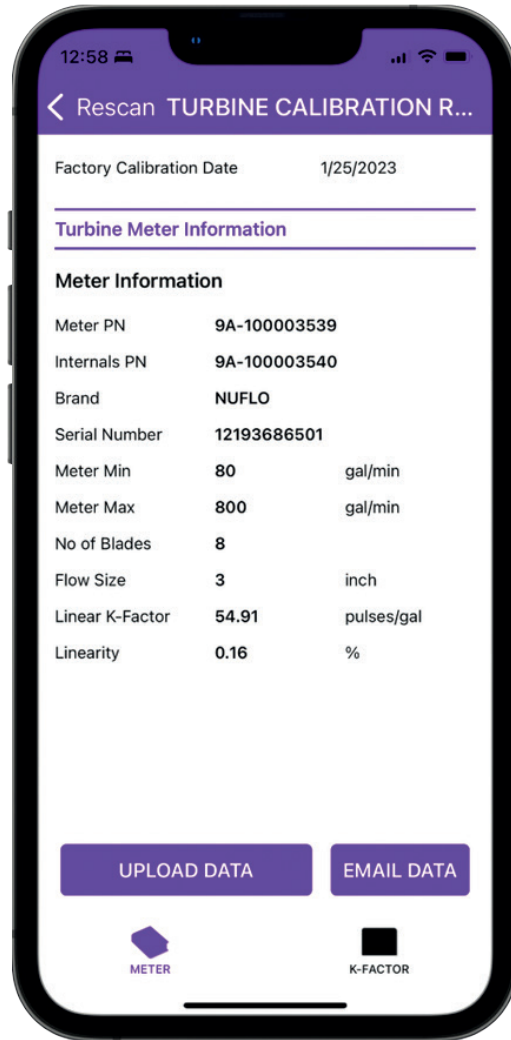 12:58
Rescan TURBINE CALIBRATION R...
Factory Calibration Date 1/25/2023
Turbine Meter Information
Meter Information
Meter PN 9A-100003539
Internals PN 9A-100003540
Brand NUFLO
Serial Number 12193686501
Meter Min 80 gal/min
Meter Max 800 gal/min
No of Blades 8
Flow Size 3 inch
Linear K-Factor 54.91 pulses/gal
Linearity 0.16 %
UPLOAD DATA EMAIL DATA
METER K-FACTOR